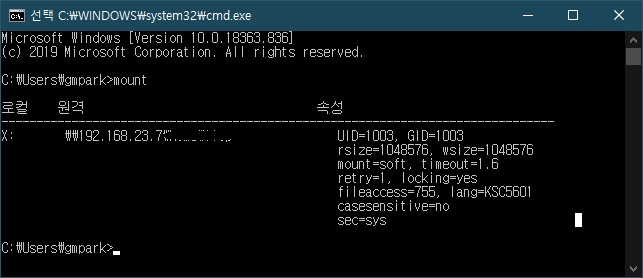 선택 C:₩WINDOWS₩system32₩cmd.exe
Microsoft Windows [Version 10.0.18363.836]
(c) 2019 Microsoft Corporation. All rights reserved.
C:₩Users₩gmpark>mount
로컬 원격 속성
-------------------------------------------------------------------------------
X: ₩₩192.168.23.7 UID=1003, GID=1003
rsize=1048576, wsize=1048576
mount=soft, timeout=1.6
retry=1, locking=yes
fileaccess=755, lang=KSC5601
casesensitive=no
sec=sys
C:₩Users₩gmpark>